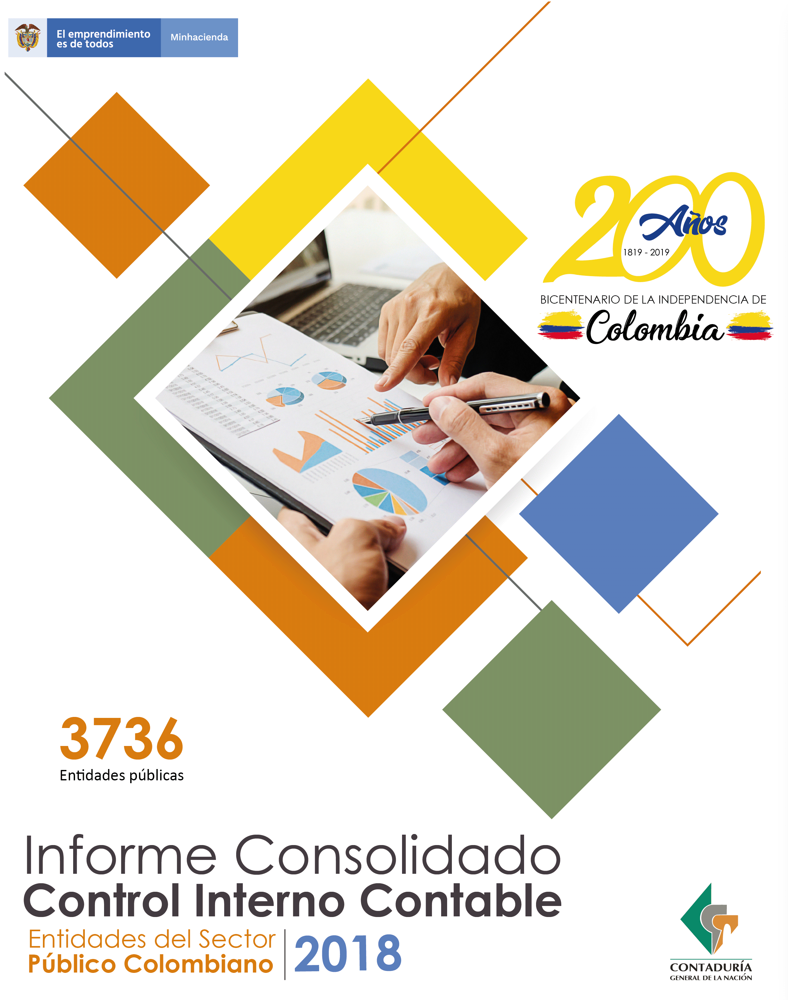 El emprendimiento
es de todos
Minhacienda
200
Años
1819 - 2019
BICENTENARIO DE LA INDEPENDENCIA DE
Colombia
3736
Entidades públicas
Informe Consolidado
Control Interno Contable
Entidades del Sector
Público Colombiano
2018
CONTADURÍA
GENERAL DE LA NACIÓN